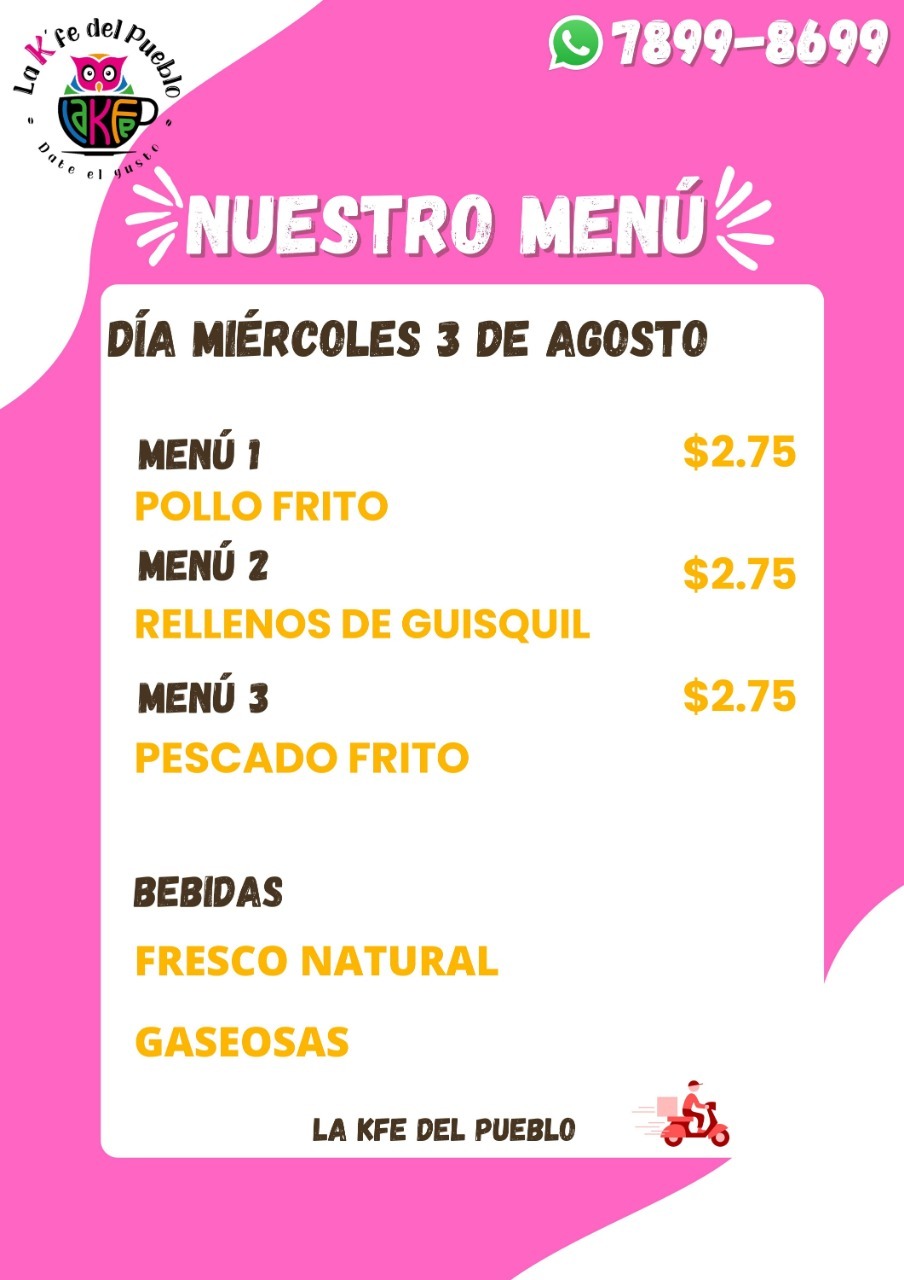 La K´fe del Pueblo
LaKFe
Date el gusto
7899-8699
NUESTRO MENÚ
DÍA MIÉRCOLES 3 DE AGOSTO
MENÚ 1 $2.75
POLLO FRITO
MENÚ 2 $2.75
RELLENOS DE GUISQUIL
MENÚ 3 $2.75
PESCADO FRITO
BEBIDAS
FRESCO NATURAL
GASEOSAS
LA KFE DEL PUEBLO